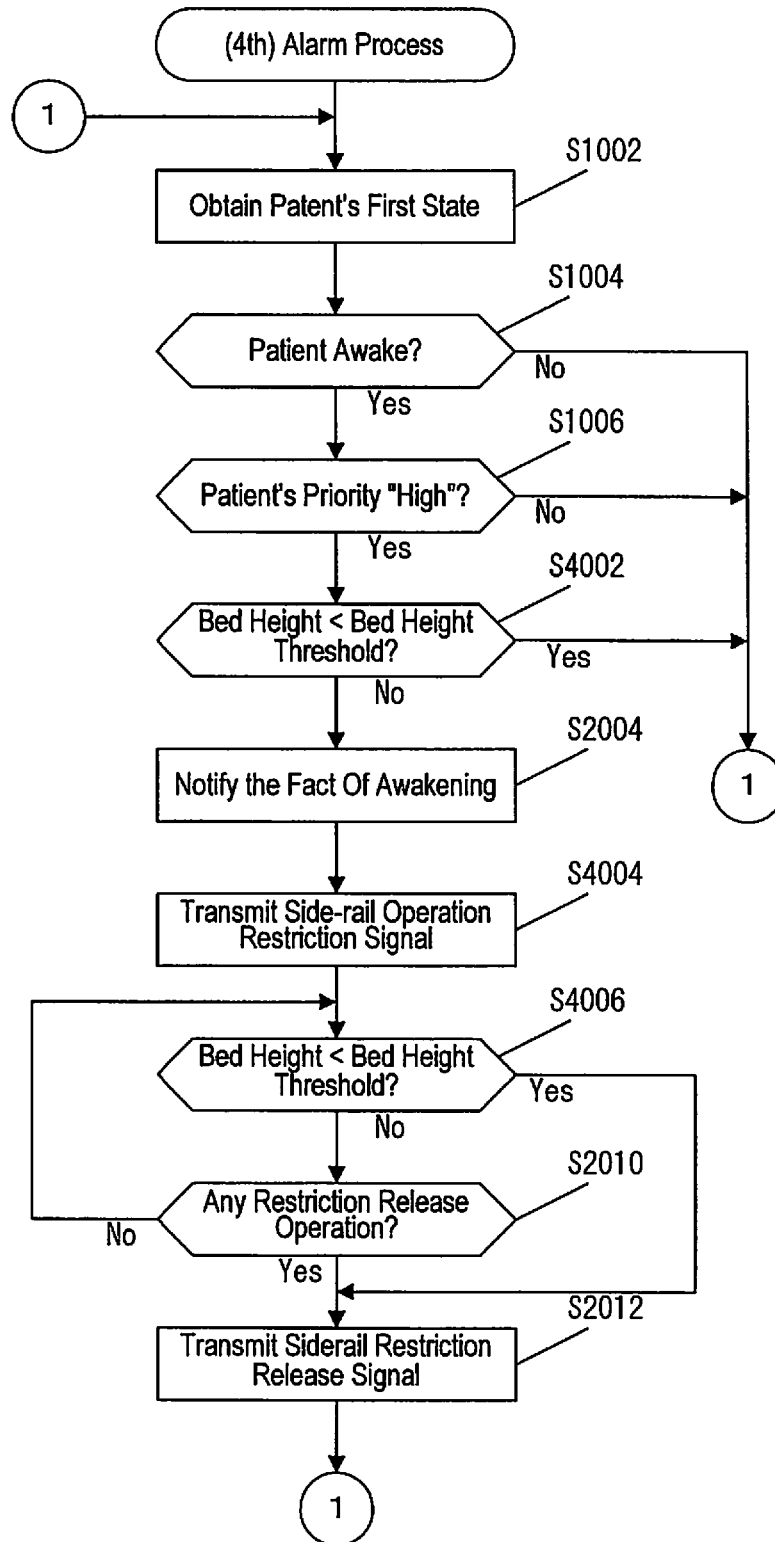 (4th) Alarm Process
1
S1002
Obtain Patent's First State
S1004
Patient Awake?
No
Yes
S1006
Patient's Priority "High"?
No
Yes
S4002
Bed Height < Bed Height
Threshold?
Yes
No
S2004
Notify the Fact Of Awakening
1
S4004
Transmit Side-rail Operation
Restriction Signal
S4006
Bed Height < Bed Height
Threshold?
Yes
No
S2010
Any Restriction Release
Operation?
No
Yes
S2012
Transmit Siderail Restriction
Release Signal
1